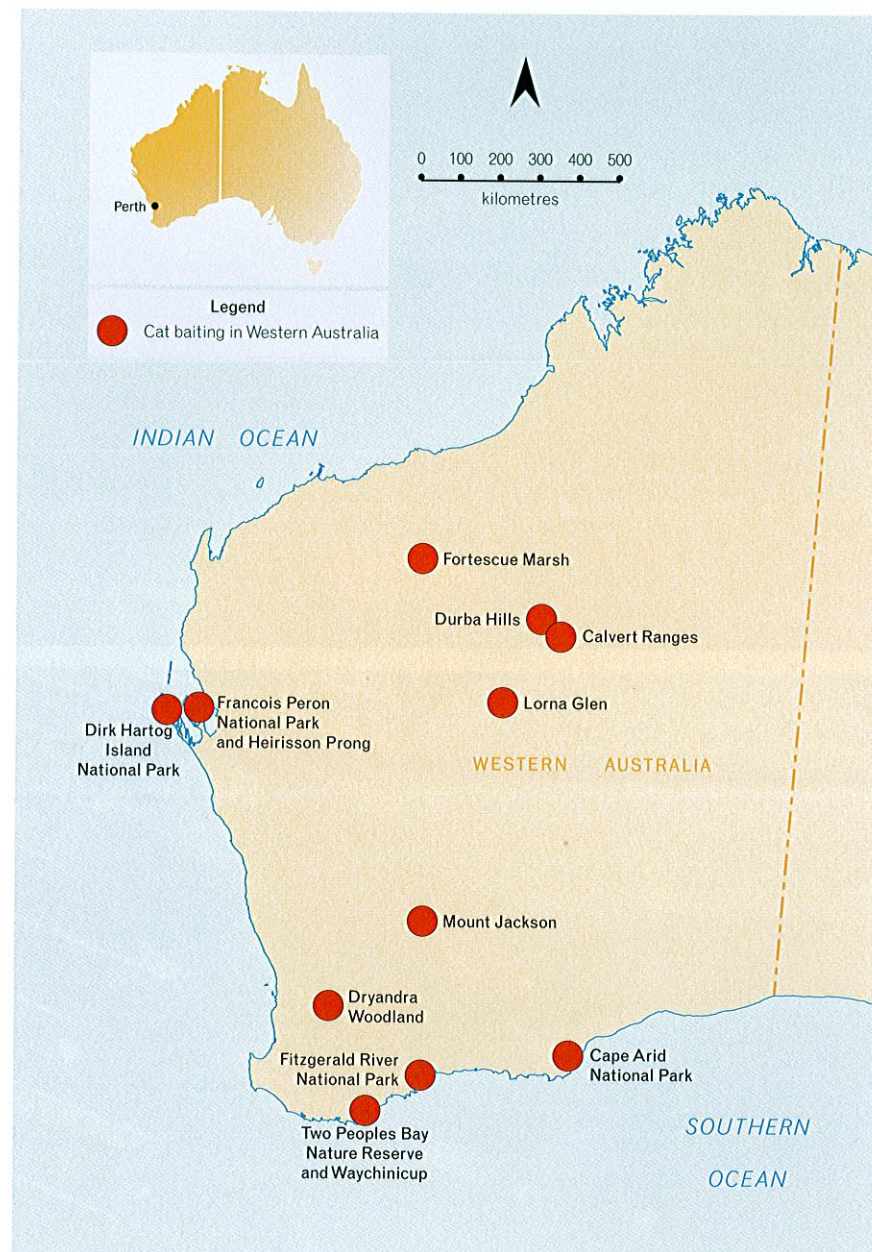 Perth
Legend
Cat baiting in Western Australia
0 100 200 300 400 500
kilometres
INDIAN OCEAN
Fortescue Marsh
Durba Hills
Calvert Ranges
Lorna Glen
Francois Peron
National Park
and Heirisson Prong
Dirk Hartog
Island
National Park
WESTERN AUSTRALIA
Mount Jackson
Dryandra
Woodland
Fitzgerald River
National Park
Cape Arid
National Park
Two Peoples Bay
Nature Reserve
and Waychinicup
SOUTHERN
OCEAN